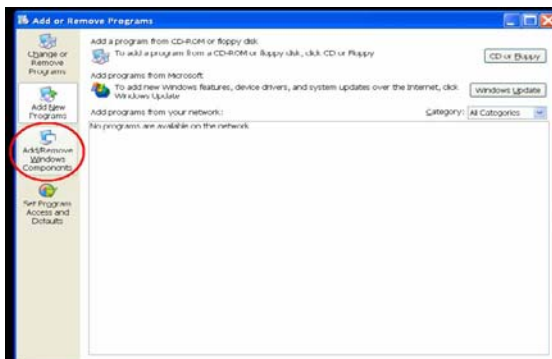 Add or Remove Programs
Change or
Remove
Programs
Add New
Programs
Add/Remove
Windows
Components
Set Program
Access and
Defaults
Add a program from CD-ROM or floppy disk
To add a program from a CD-ROM or floppy disk, click CD or Floppy
CD or Floppy
Add programs from Microsoft
To add new Windows features, device drivers, and system updates over the Internet, click
Windows Update
Windows Update
Add programs from your network:
Category: All Categories
No programs are available on the network